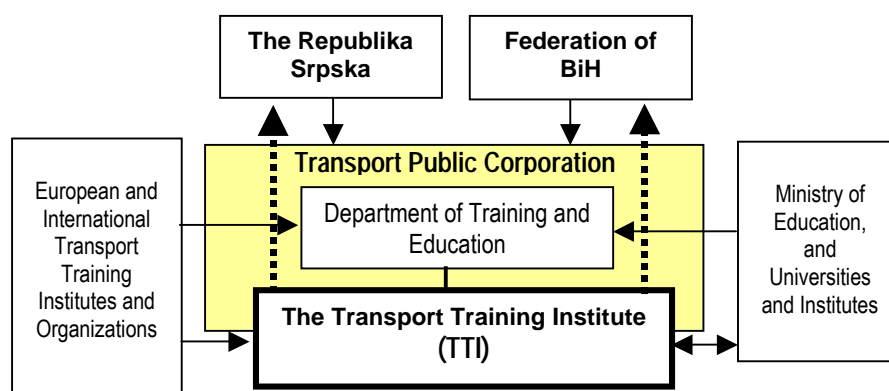 The Republika
Srpska
Federation of
BiH
Transport Public Corporation
European and
International
Transport
Training
Institutes and
Organizations
Department of Training and
Education
Ministry of
Education,
and
Universities
and Institutes
The Transport Training Institute
(TTI)